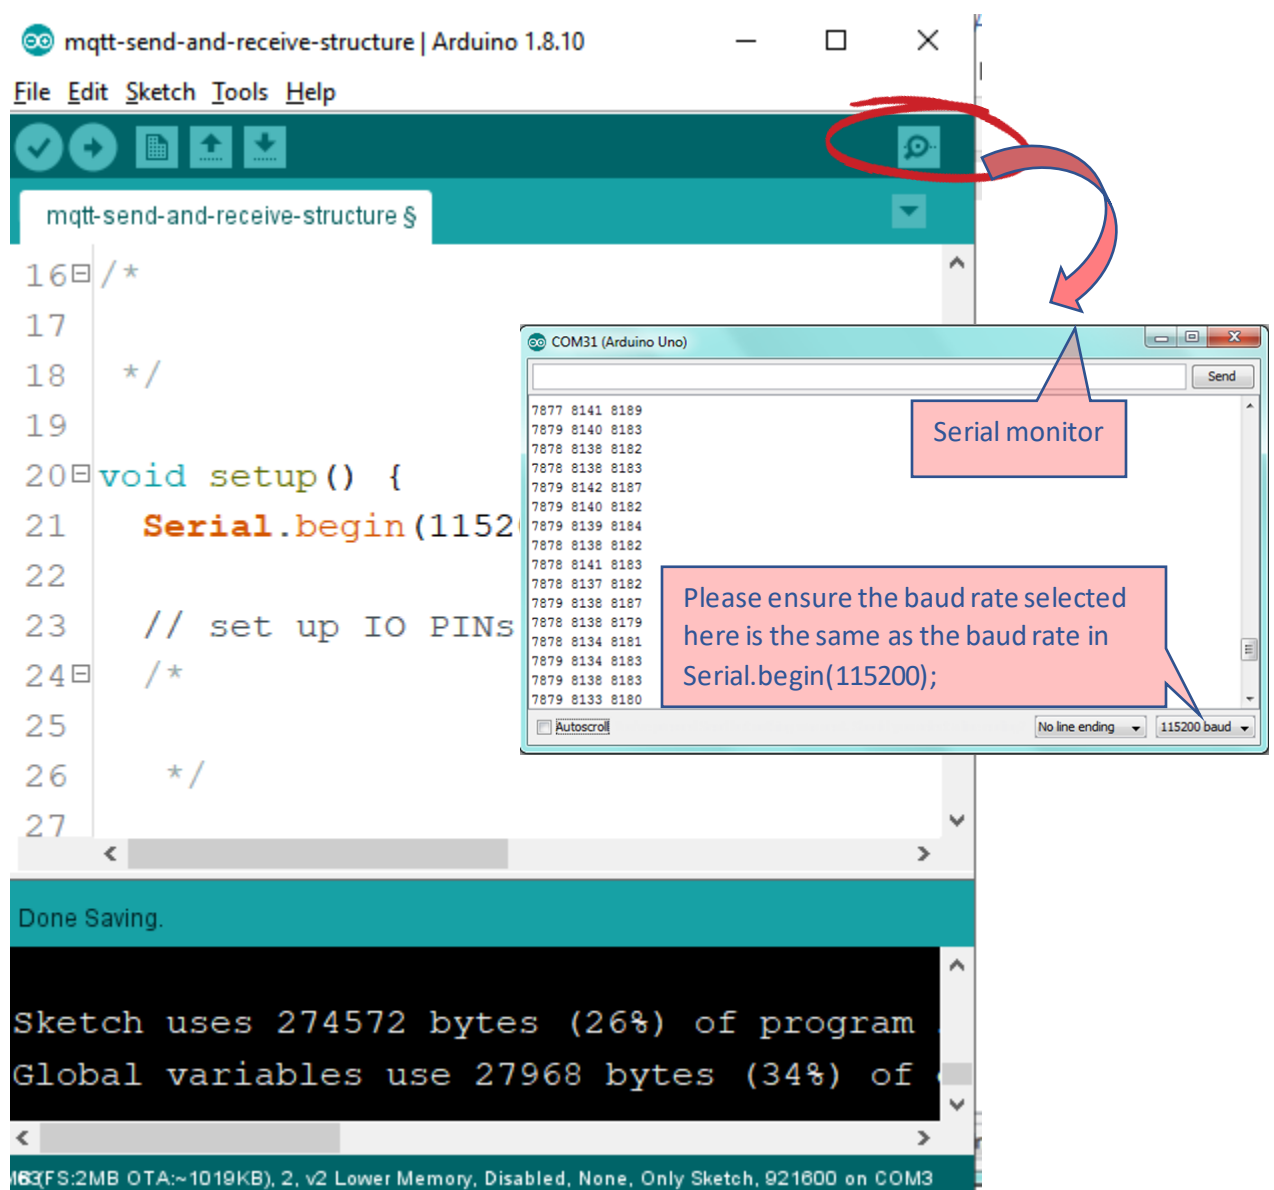 mqtt-send-and-receive-structure | Arduino 1.8.10
File Edit Sketch Tools Help
mqtt-send-and-receive-structure §
16 /*
17
18 */
19
20 void setup() {
21 Serial.begin(1152
22
23 // set up IO PINs
24 /*
25
26 */
27
COM31 (Arduino Uno)
Send
7877 8141 8189
7879 8140 8183
7878 8138 8182
7878 8138 8183
7879 8142 8187
7879 8140 8182
7879 8139 8184
7878 8138 8182
7878 8141 8183
7878 8137 8182
7879 8138 8187
7878 8138 8179
7878 8134 8181
7879 8134 8183
7879 8138 8183
7879 8133 8180
Serial monitor
Please ensure the baud rate selected
here is the same as the baud rate in
Serial.begin(115200);
Autoscroll
No line ending
115200 baud
Done Saving.
Sketch uses 274572 bytes (26%) of program
Global variables use 27968 bytes (34%) of
(FS:2MB OTA:~1019KB), 2, v2 Lower Memory, Disabled, None, Only Sketch, 921600 on COM3